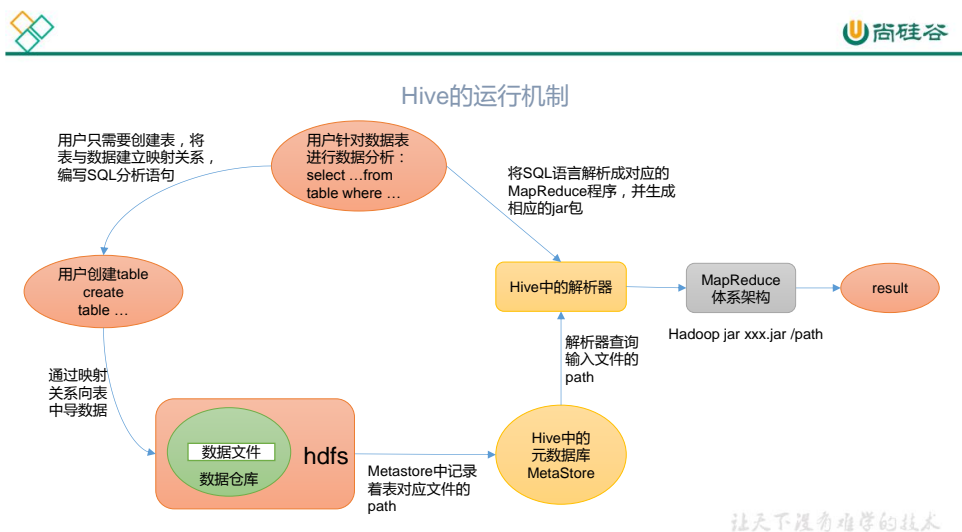 尚硅谷
Hive的运行机制
用户只需要创建表，将
表与数据建立映射关系，
编写SQL分析语句
用户针对数据表
进行数据分析：
select …from
table where …
将SQL语言解析成对应的
MapReduce程序，并生成
相应的jar包
用户创建table
create
table …
Hive中的解析器
MapReduce
体系架构
result
Hadoop jar xxx.jar /path
解析器查询
输入文件的
path
通过映射
关系向表
中导数据
数据文件
数据仓库
hdfs
Metastore中记录
着表对应文件的
path
Hive中的
元数据库
MetaStore
让天下没有难学的技术